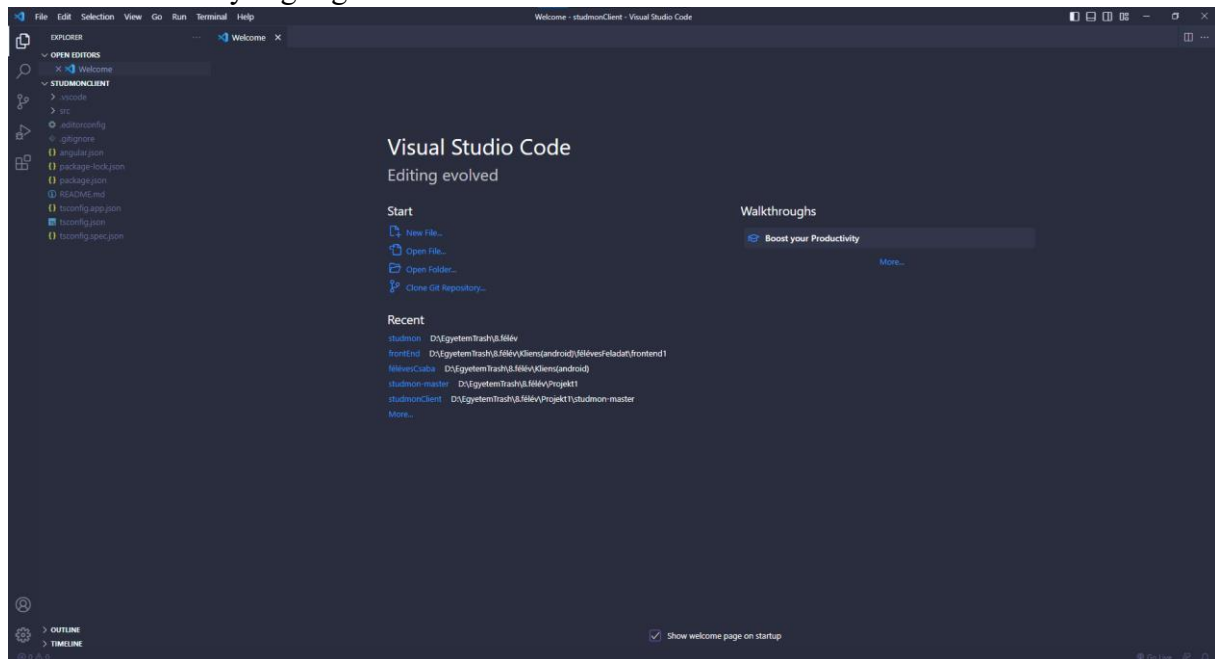 File Edit Selection View Go Run Terminal Help
Welcome - studmonClient - Visual Studio Code
EXPLORER
Welcome
OPEN EDITORS
Welcome
STUDMONCLIENT
.vscode
src
.editorconfig
.gitignore
angular.json
package-lock.json
package.json
README.md
tsconfig.app.json
tsconfig.json
tsconfig.spec.json
OUTLINE
TIMELINE
Visual Studio Code
Editing evolved
Start
New File...
Open File...
Open Folder...
Clone Git Repository...
Recent
studmon D:\EgyetemTrash\8.félév
frontEnd D:\EgyetemTrash\8.félév\Kliens(android)\félévesFeladat\frontend1
félévesCsaba D:\EgyetemTrash\8.félév\Kliens(android)
studmon-master D:\EgyetemTrash\8.félév\Projekt1
studmonClient D:\EgyetemTrash\8.félév\Projekt1\studmon-master
More...
Walkthroughs
Boost your Productivity
More...
Show welcome page on startup
0 0
Go Live